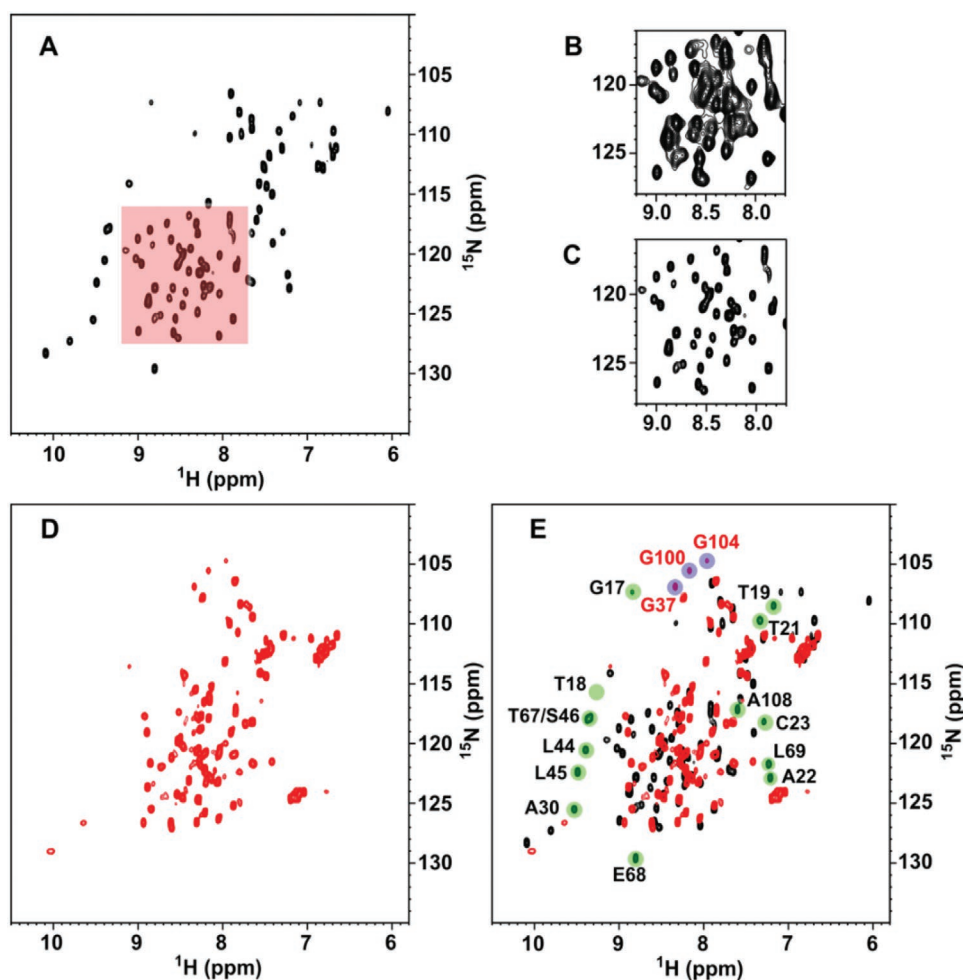 A
105
110
115
120
125
130
¹⁵N (ppm)
10 9 8 7 6
¹H (ppm)
B
120
125
9.0 8.5 8.0
C
120
125
9.0 8.5 8.0
D
105
110
115
120
125
130
¹⁵N (ppm)
10 9 8 7 6
¹H (ppm)
E
G104
G100
G17
G37
T19
T21
T18
A108
T67/S46
C23
L44
L69
L45
A22
A30
E68
105
110
115
120
125
130
¹⁵N (ppm)
10 9 8 7 6
¹H (ppm)